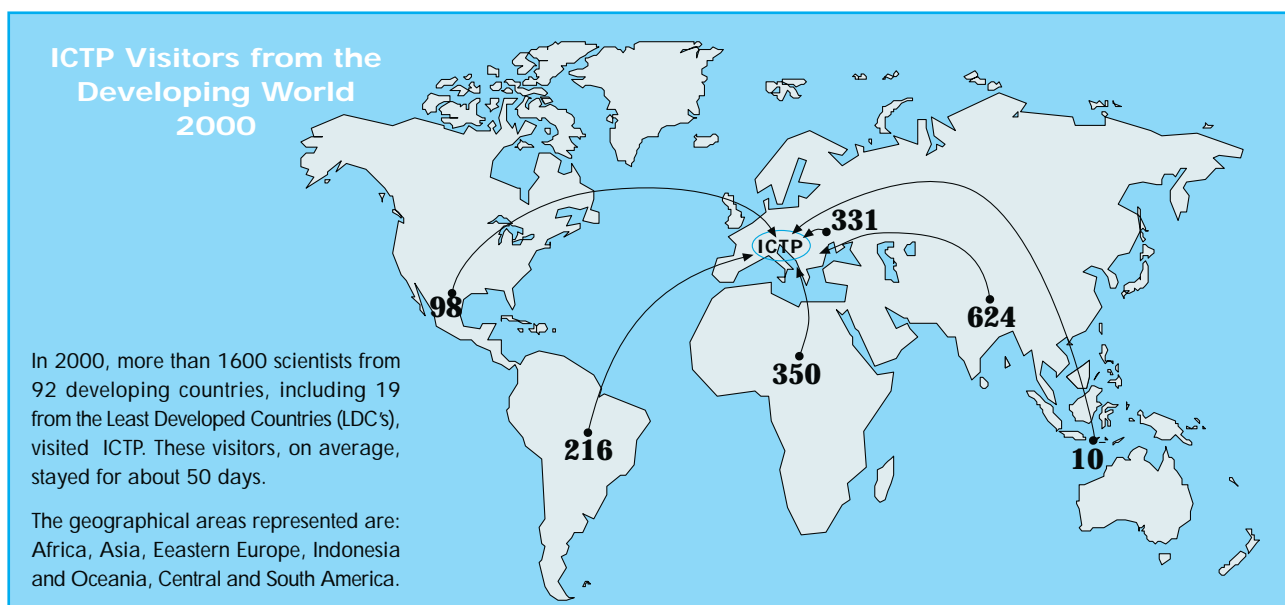 ICTP Visitors from the
Developing World
2000
331
ICTP
98
624
350
216
10
In 2000, more than 1600 scientists from
92 developing countries, including 19
from the Least Developed Countries (LDC's),
visited ICTP. These visitors, on average,
stayed for about 50 days.
The geographical areas represented are:
Africa, Asia, Eeastern Europe, Indonesia
and Oceania, Central and South America.